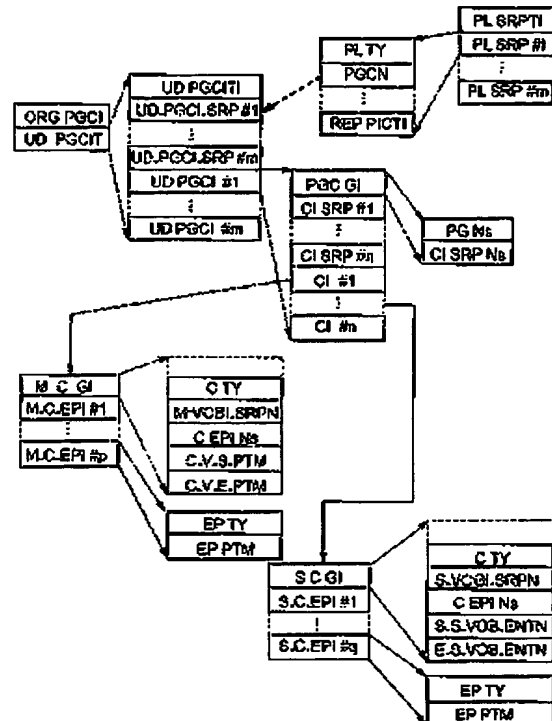 PL SRPTI
PL SRP #1
PL SRP #m
PL TY
PGCN
REP PICTI
UD PGCITI
UD.PGCI.SRP #1
UD.PGCI.SRP #m
UD PGCI #1
UD PGCI #m
ORG PGCI
UD PGCIT
PGC GI
CI SRP #1
CI SRP #n
CI #1
CI #n
PG Ns
CI SRP Ns
M C GI
M.C.EPI #1
M.C.EPI #p
C TY
M-VOBI.SRPN
C EPI Ns
C.V.S.PTM
C.V.E.PTM
EP TY
EP PTM
S C GI
S.C.EPI #1
S.C.EPI #q
C TY
S.VOGI.SRPN
C EPI Ns
S.S.VOB.ENTN
E.S.VOB.ENTN
EP TY
EP PTM